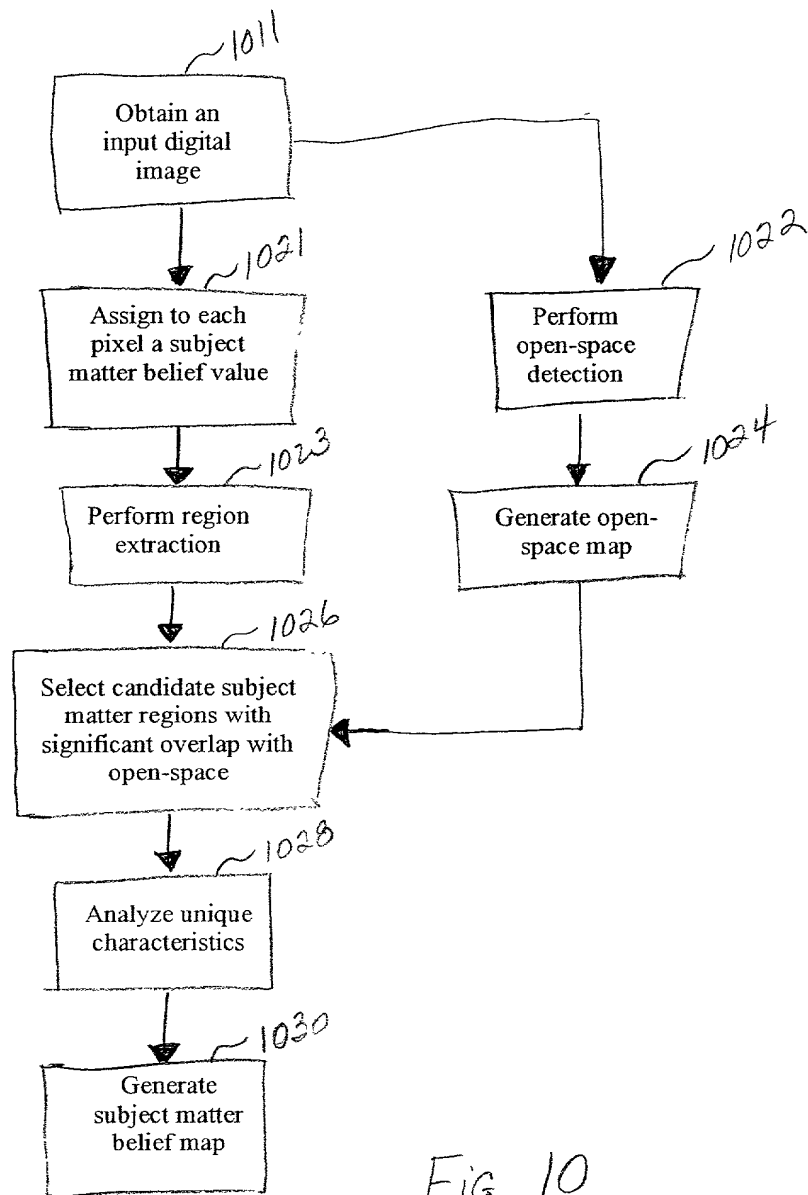 1011
Obtain an
input digital
image
1021
Assign to each
pixel a subject
matter belief value
1022
Perform
open-space
detection
1023
Perform region
extraction
1024
Generate open-
space map
1026
Select candidate subject
matter regions with
significant overlap with
open-space
1028
Analyze unique
characteristics
1030
Generate
subject matter
belief map
Fig 10